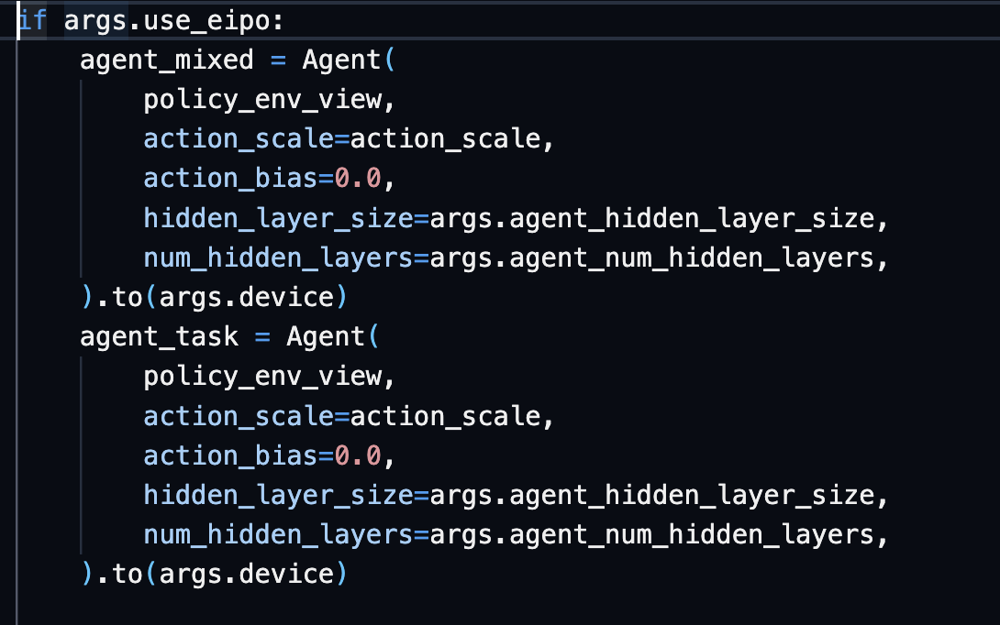 if args.use_eipo:
    agent_mixed = Agent(
        policy_env_view,
        action_scale=action_scale,
        action_bias=0.0,
        hidden_layer_size=args.agent_hidden_layer_size,
        num_hidden_layers=args.agent_num_hidden_layers,
    ).to(args.device)
    agent_task = Agent(
        policy_env_view,
        action_scale=action_scale,
        action_bias=0.0,
        hidden_layer_size=args.agent_hidden_layer_size,
        num_hidden_layers=args.agent_num_hidden_layers,
    ).to(args.device)